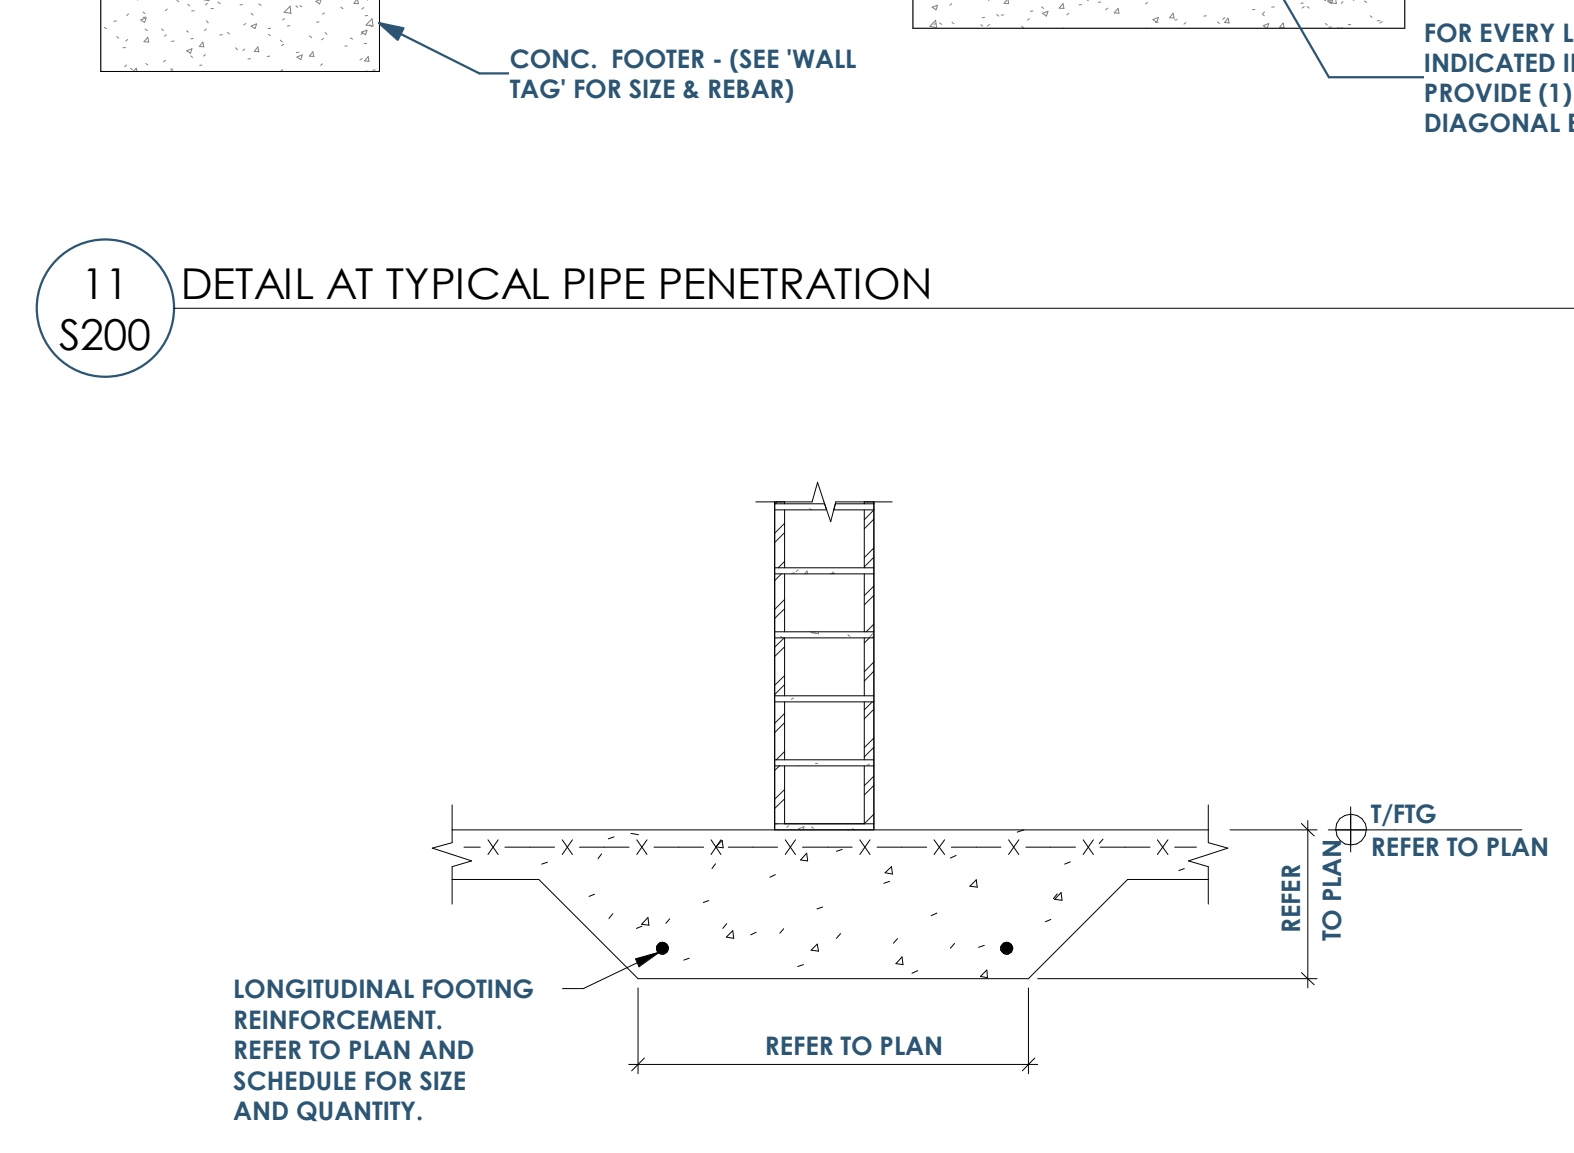 CONC. FOOTER - (SEE 'WALL
TAG' FOR SIZE & REBAR)
FOR EVERY
INDICATED
PROVIDE (1)
DIAGONAL
11
S200
DETAIL AT TYPICAL PIPE PENETRATION
T/FTG
REFER TO PLAN
REFER
TO PLAN
LONGITUDINAL FOOTING
REINFORCEMENT.
REFER TO PLAN AND
SCHEDULE FOR SIZE
AND QUANTITY.
REFER TO PLAN